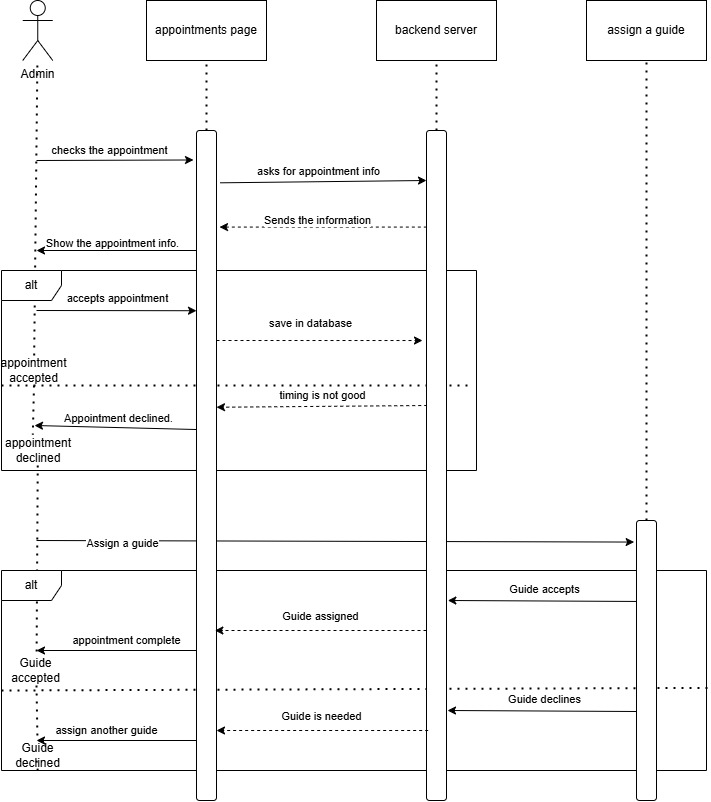 appointments page
backend server
assign a guide
Admin
checks the appointment
asks for appointment info
Sends the information
Show the appointment info.
alt
accepts appointment
save in database
appointment
accepted
timing is not good
Appointment declined.
appointment
declined
Assign a guide
alt
Guide accepts
Guide assigned
appointment complete
Guide
accepted
Guide declines
Guide is needed
assign another guide
Guide
declined